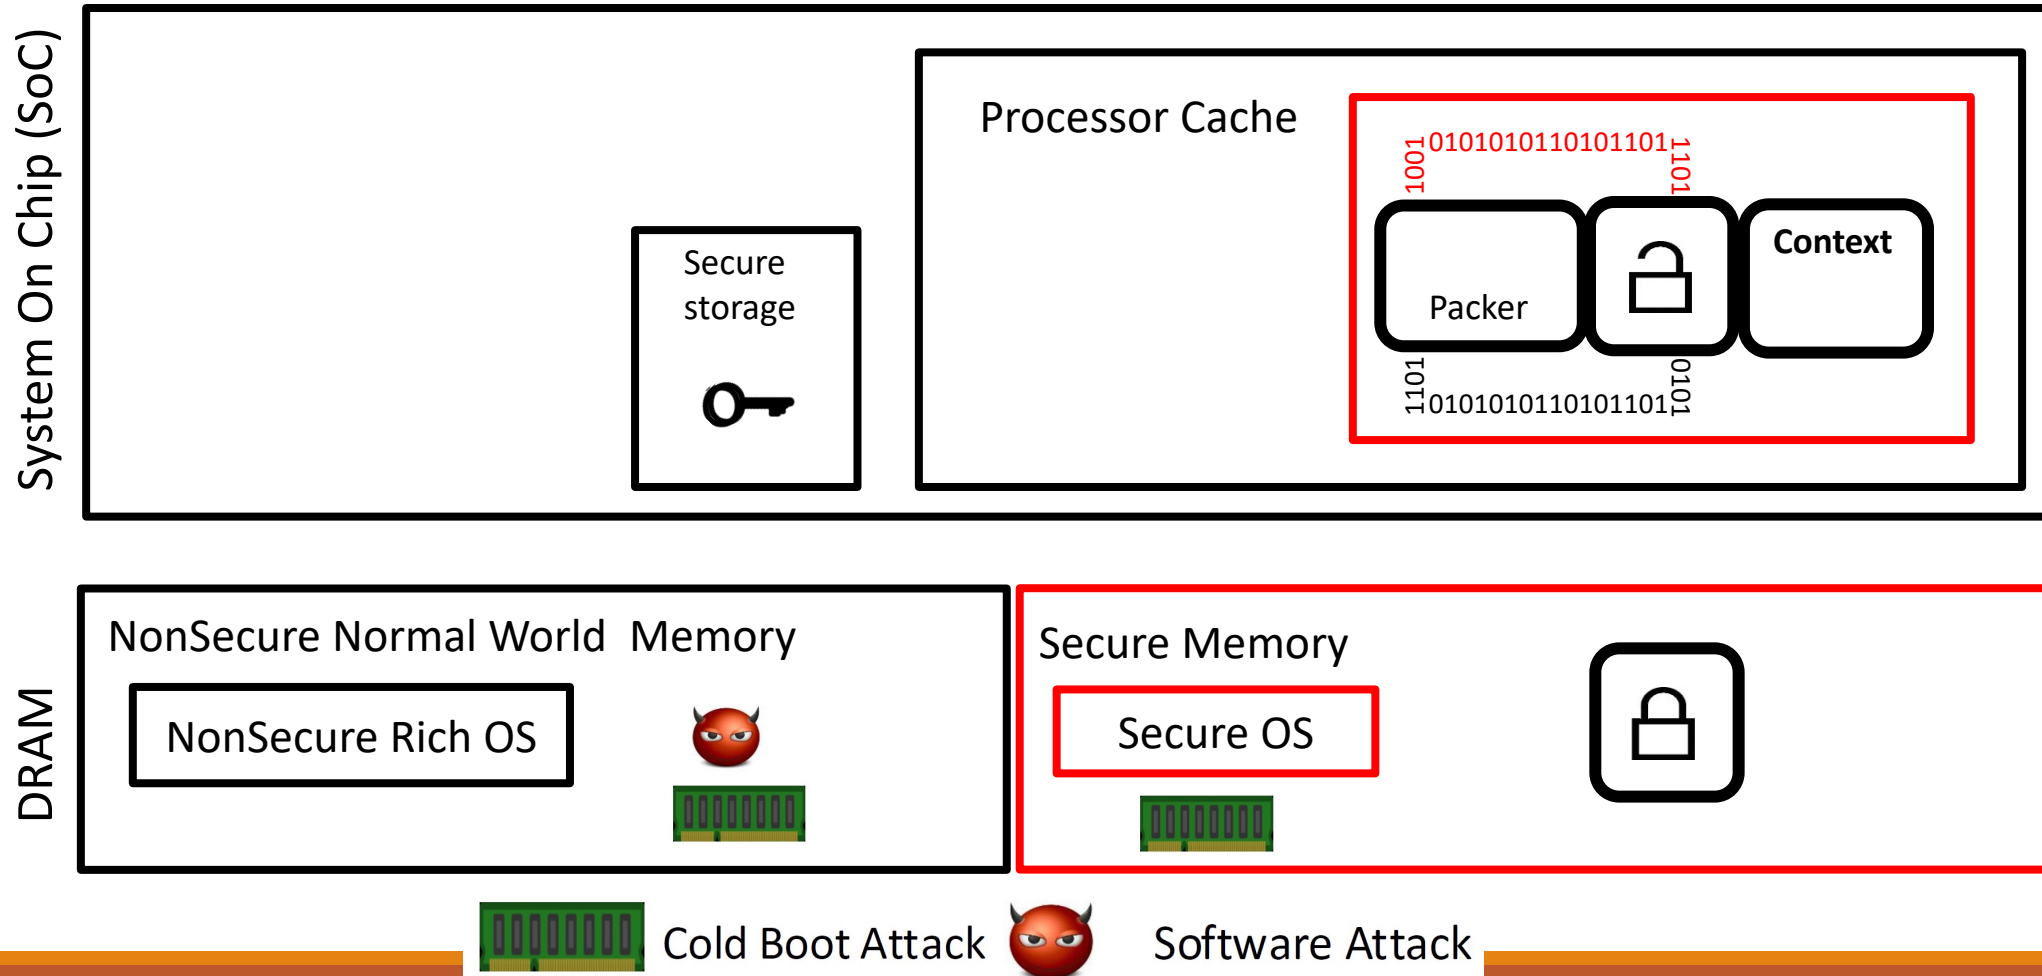 System On Chip (SoC)
Processor Cache
1001
0101010110101101
1101
Secure
storage
Packer
Context
1101
0101010110101101
0101
DRAM
NonSecure Normal World Memory
NonSecure Rich OS
Secure Memory
Secure OS
Cold Boot Attack
Software Attack